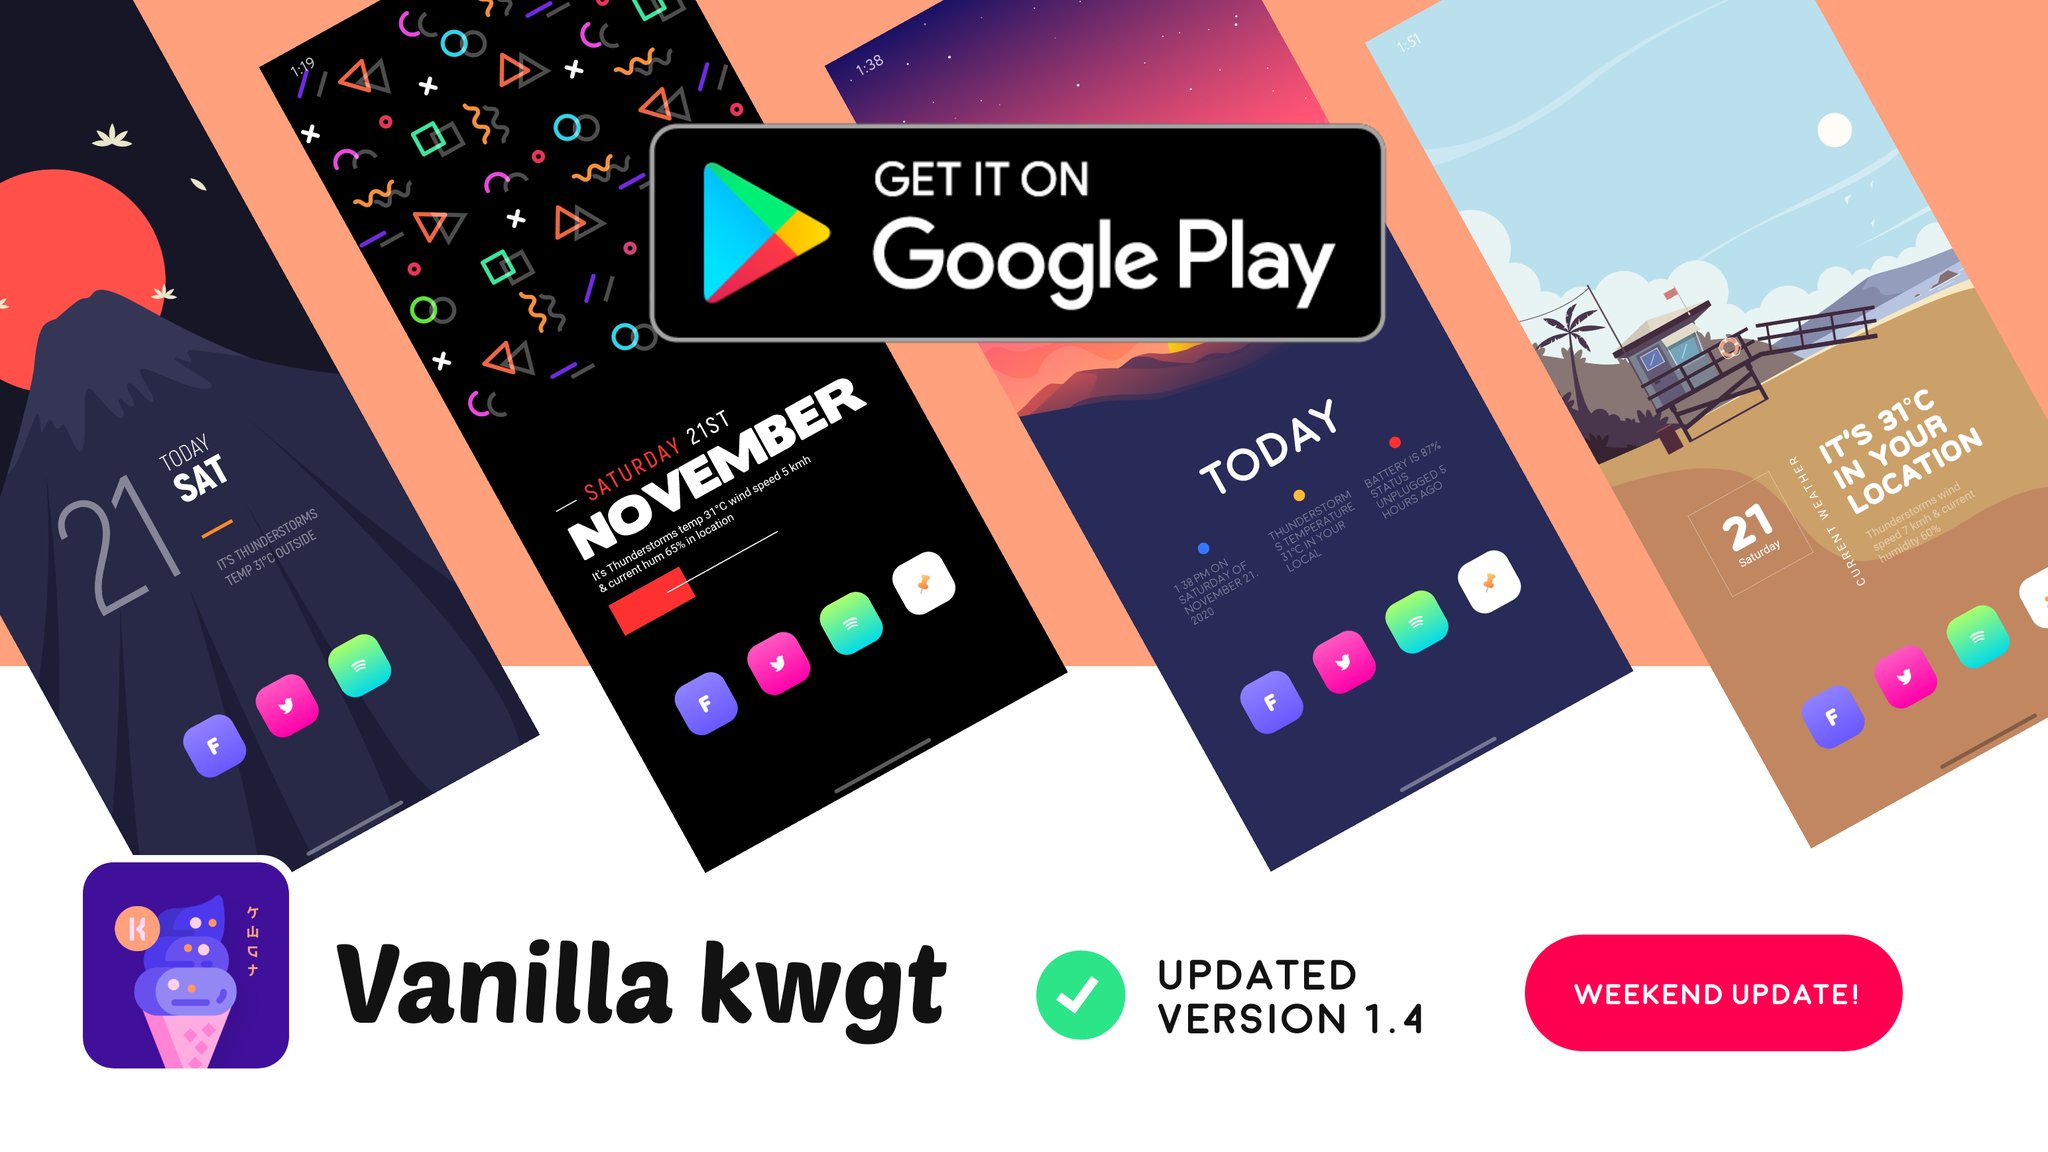 1:19
1:38
1:51
GET IT ON
Google Play
TODAY
SAT
21
IT'S THUNDERSTORMS
TEMP 31°C OUTSIDE
F
SATURDAY 21ST
NOVEMBER
It's Thunderstorms temp 31°C wind speed 5 kmh
& current hum 65% in location
F
TODAY
1.38 PM ON
SATURDAY OF
NOVEMBER 21,
2020
THUNDERSTORM
S TEMPERATURE
31°C IN YOUR
LOCAL
BATTERY IS 87%
STATUS
UNPLUGGED 5
HOURS AGO
F
21
Saturday
CURRENT WEATHER
IT'S 31°C
IN YOUR
LOCATION
Thunderstorms wind
speed 7 kmh & current
humidity 60%
F
K
Vanilla kwgt
UPDATED
VERSION 1.4
WEEKEND UPDATE!